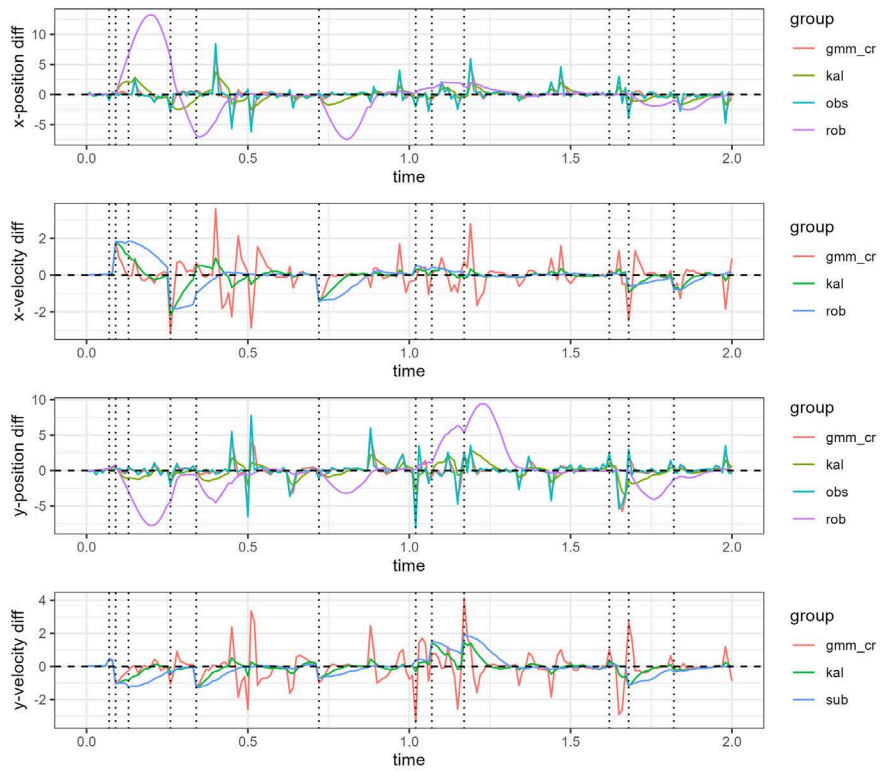 x-position diff
10
5
0
-5
0.0 0.5 1.0 1.5 2.0
time
group
gmm_cr
kal
obs
rob
x-velocity diff
2
0
-2
0.0 0.5 1.0 1.5 2.0
time
group
gmm_cr
kal
rob
y-position diff
10
5
0
-5
0.0 0.5 1.0 1.5 2.0
time
group
gmm_cr
kal
obs
rob
y-velocity diff
4
2
0
-2
0.0 0.5 1.0 1.5 2.0
time
group
gmm_cr
kal
sub